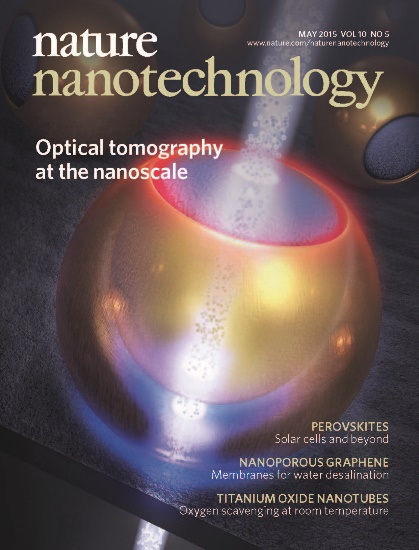 nature
nanotechnology
MAY 2015 VOL 10 NO 5
www.nature.com/naturenanotechnology
Optical tomography
at the nanoscale
PEROVSKITES
Solar cells and beyond
NANOPOROUS GRAPHENE
Membranes for water desalination
TITANIUM OXIDE NANOTUBES
Oxygen scavenging at room temperature